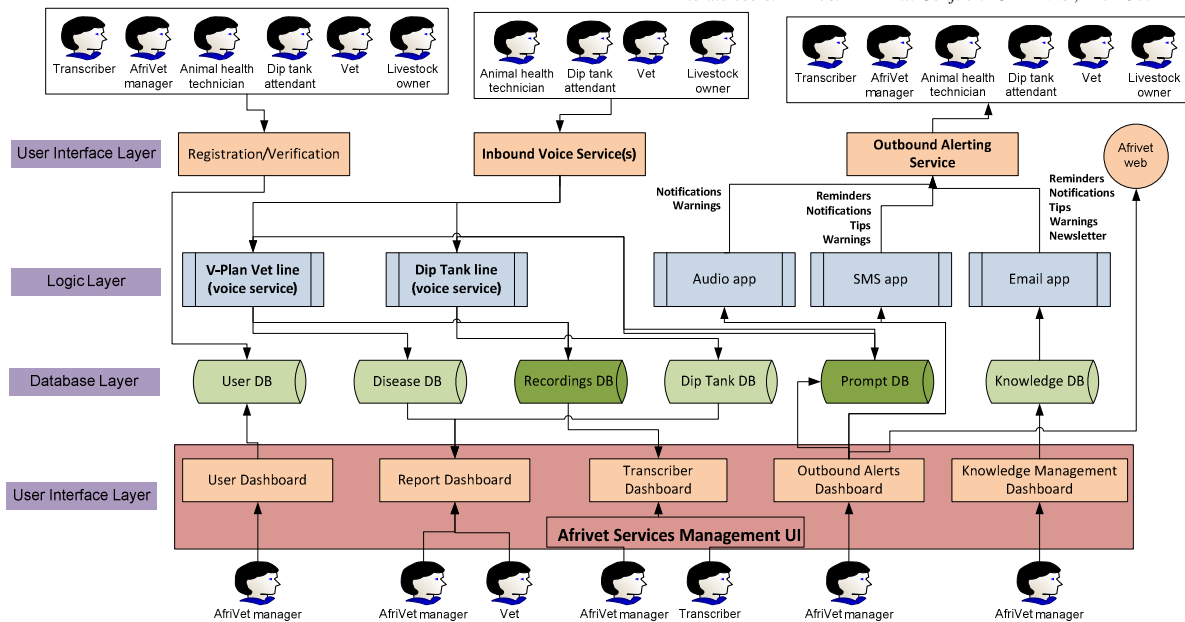 Transcriber
AfriVet
manager
Animal health
technician
Dip tank
attendant
Vet
Livestock
owner
Animal health
technician
Dip tank
attendant
Vet
Livestock
owner
Transcriber
AfriVet
manager
Animal health
technician
Dip tank
attendant
Vet
Livestock
owner
User Interface Layer
Registration/Verification
Inbound Voice Service(s)
Outbound Alerting
Service
Afrivet
web
Notifications
Warnings
Reminders
Notifications
Tips
Warnings
Reminders
Notifications
Tips
Warnings
Newsletter
Logic Layer
V-Plan Vet line
(voice service)
Dip Tank line
(voice service)
Audio app
SMS app
Email app
Database Layer
User DB
Disease DB
Recordings DB
Dip Tank DB
Prompt DB
Knowledge DB
User Interface Layer
User Dashboard
Report Dashboard
Transcriber
Dashboard
Outbound Alerts
Dashboard
Knowledge Management
Dashboard
Afrivet Services Management UI
AfriVet manager
AfriVet manager
Vet
AfriVet manager
Transcriber
AfriVet manager
AfriVet manager